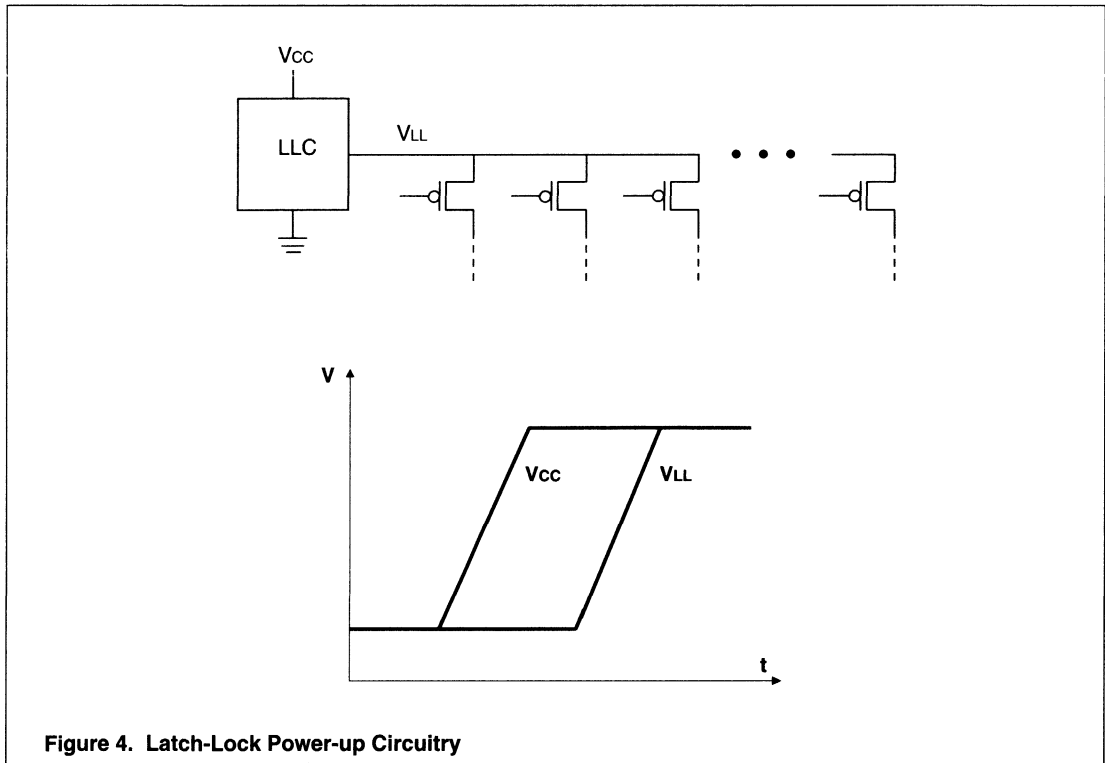 VCC
LLC
VLL
V
VCC
VLL
t
Figure 4. Latch-Lock Power-up Circuitry